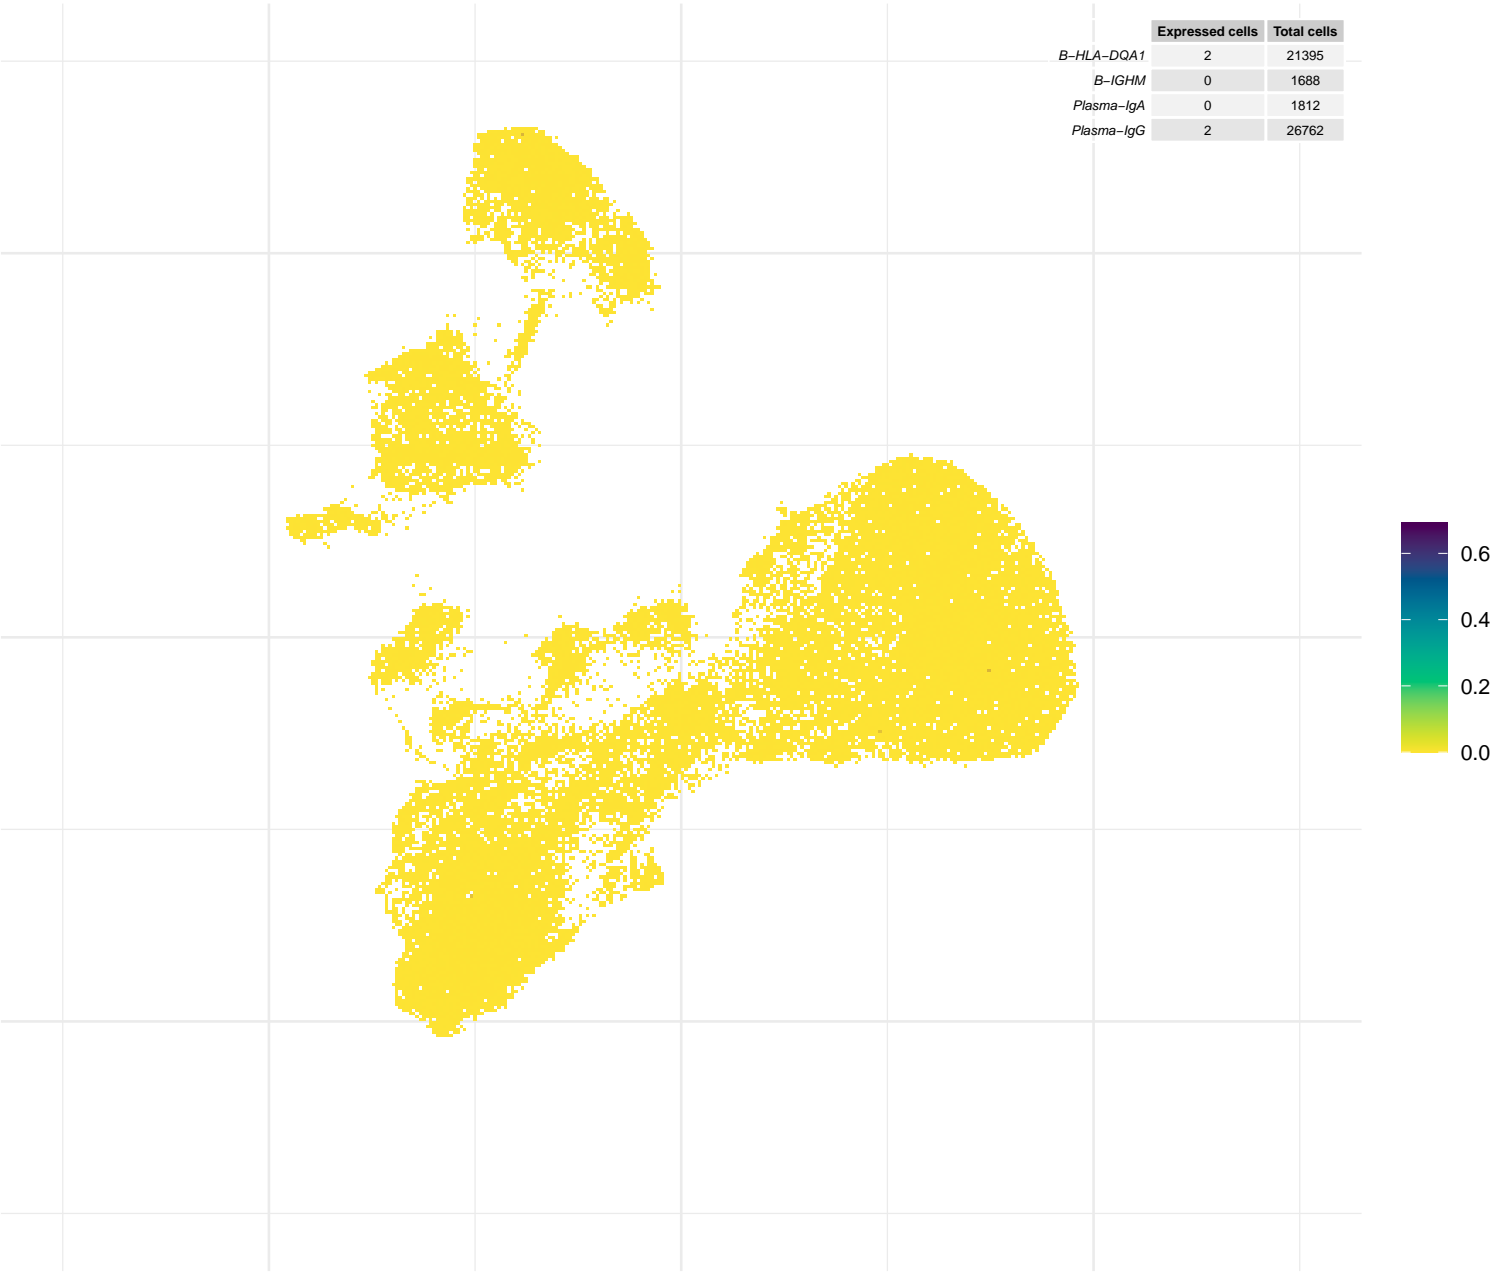 Expressed cells Total cells
B−HLA−DQA1 2 21395
B−IGHM 0 1688
Plasma−IgA 0 1812
Plasma−IgG 2 26762
0.6
0.4
0.2
0.0